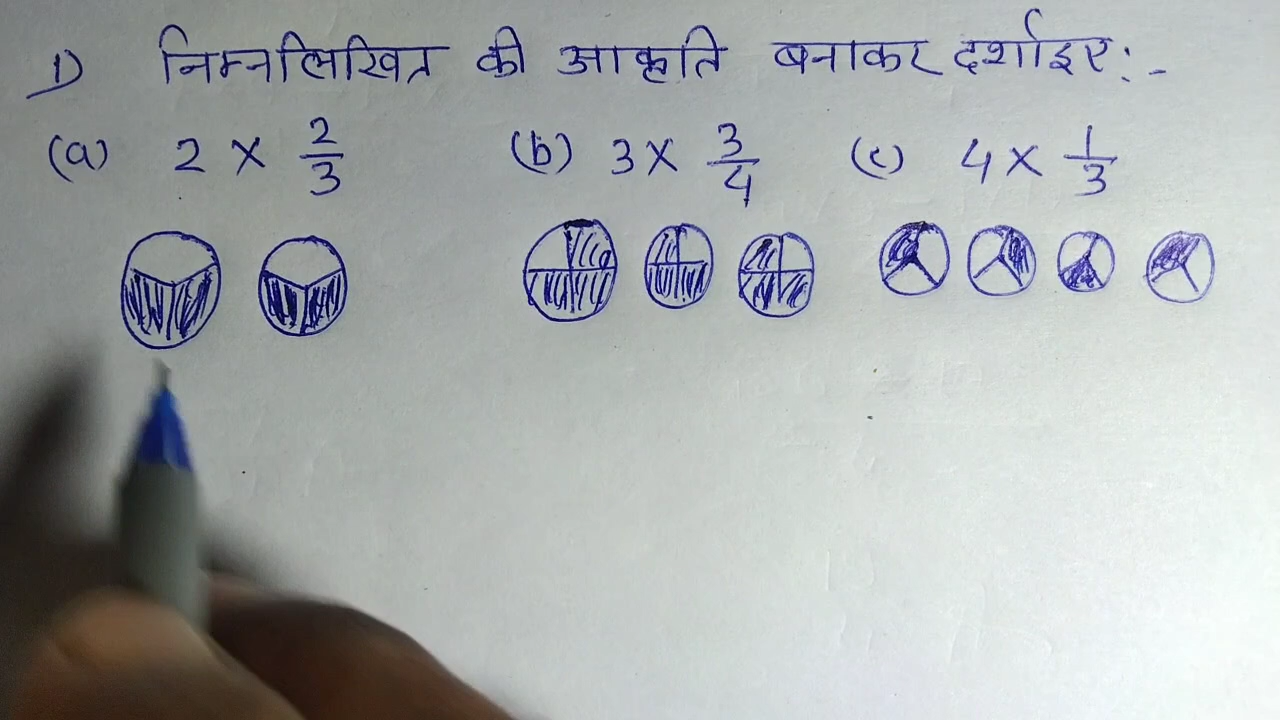 1) निम्नलिखित की आकृति बनाकर दर्शाइए:-
(a) 2 × 2/3 (b) 3 × 3/4 (c) 4 × 1/3